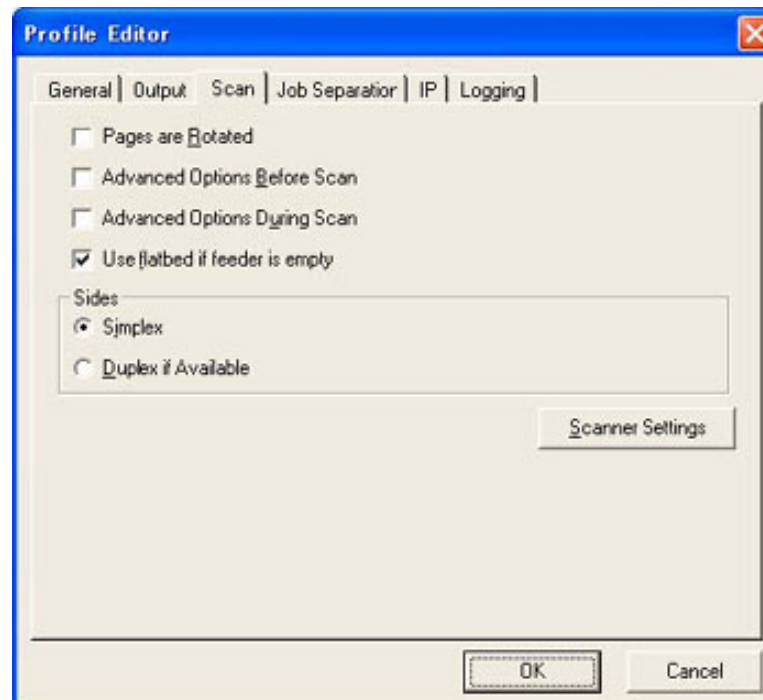 Profile Editor
General Output Scan Job Separatior IP Logging
Pages are Rotated
Advanced Options Before Scan
Advanced Options During Scan
Use flatbed if feeder is empty
Sides
Simplex
Duplex if Available
Scanner Settings
OK Cancel